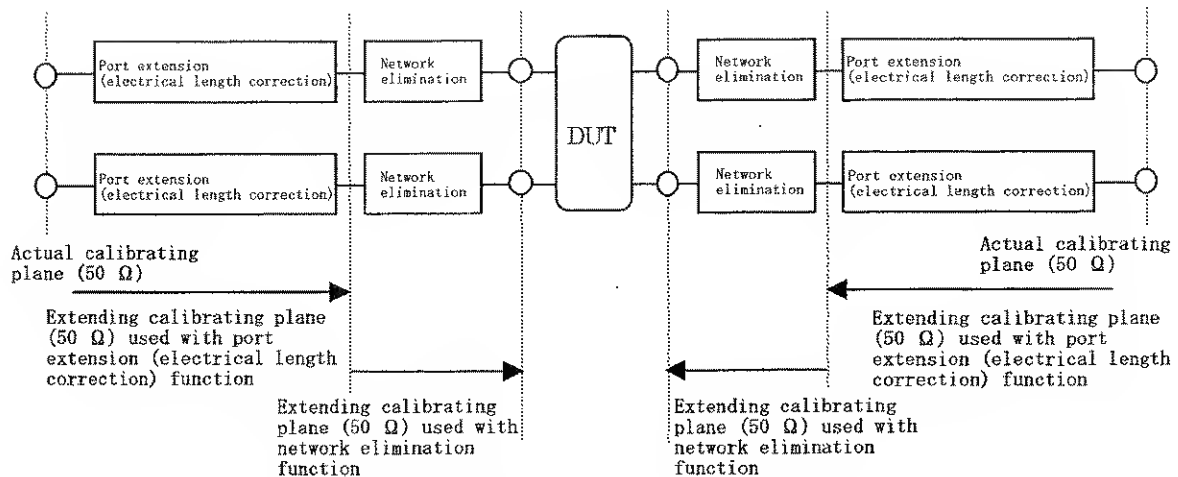 Port extension
(electrical length correction)
Network
elimination
Network
elimination
Port extension
(electrical length correction)
DUT
Port extension
(electrical length correction)
Network
elimination
Network
elimination
Port extension
(electrical length correction)
Actual calibrating
plane (50 Ω)
Actual calibrating
plane (50 Ω)
Extending calibrating plane
(50 Ω) used with port
extension (electrical length
correction) function
Extending calibrating plane
(50 Ω) used with port
extension (electrical length
correction) function
Extending calibrating
plane (50 Ω) used with
network elimination
function
Extending calibrating
plane (50 Ω) used with
network elimination
function